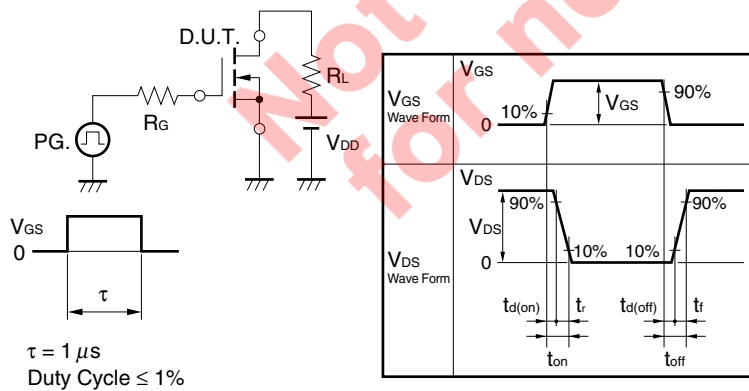 Not
for ne
D.U.T.
RL
RG
PG.
VDD
VGS
0
τ
τ = 1 μs
Duty Cycle ≤ 1%
VGS
Wave Form
VGS
10%
VGS
90%
0
VDS
Wave Form
VDS
90%
VDS
10%
10%
90%
0
td(on)
tr
td(off)
tf
ton
toff